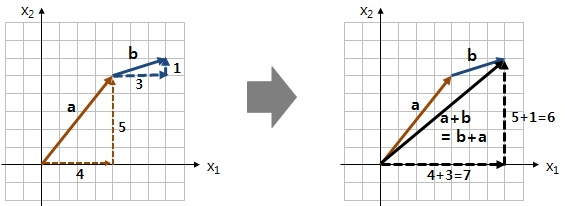 x₂
b
1
3
a
5
4
x₁
x₂
b
a
a+b
= b+a
5+1=6
4+3=7
x₁